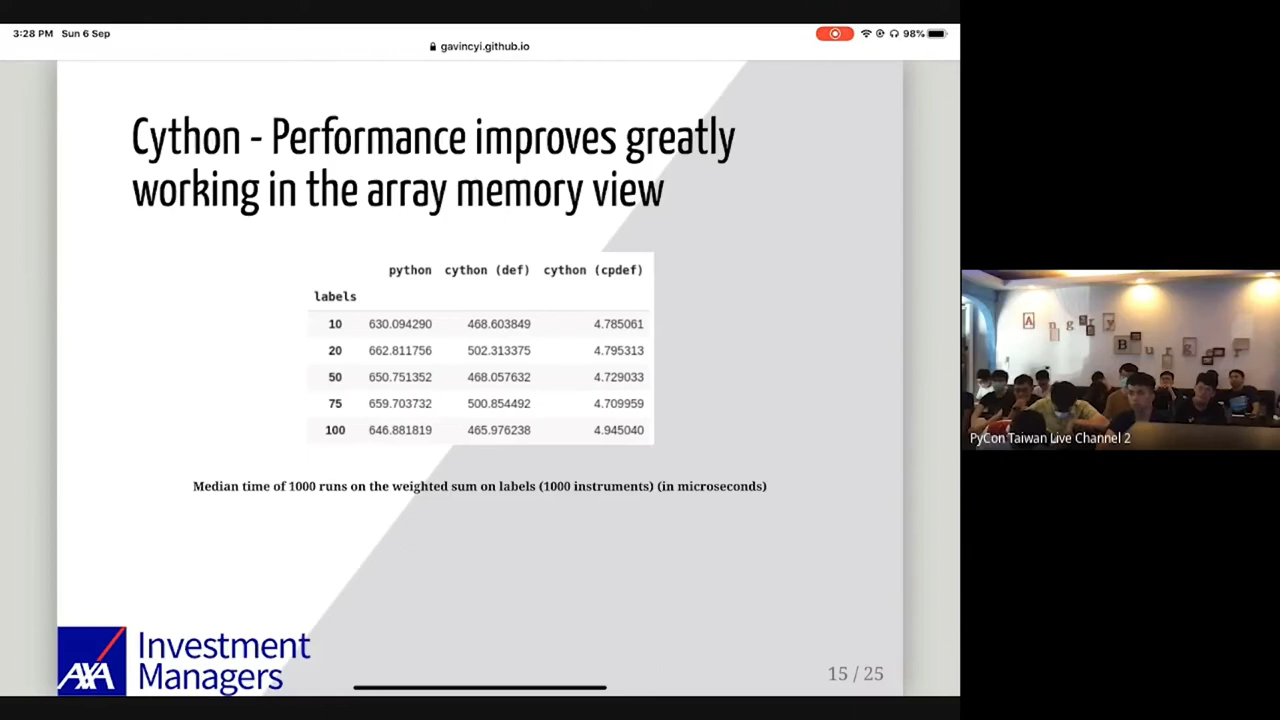 3:28 PM Sun 6 Sep
98%
gavincyi.github.io
Cython - Performance improves greatly
working in the array memory view
python cython (def) cython (cpdef)
labels
10 630.094290 468.603849 4.785061
20 662.811756 502.313375 4.795313
50 650.751352 468.057632 4.729033
75 659.703732 500.854492 4.709959
100 646.881819 465.976238 4.945040
Median time of 1000 runs on the weighted sum on labels (1000 instruments) (in microseconds)
AXA
Investment
Managers
15 / 25
A n g r y
B u r g e r
PyCon Taiwan Live Channel 2